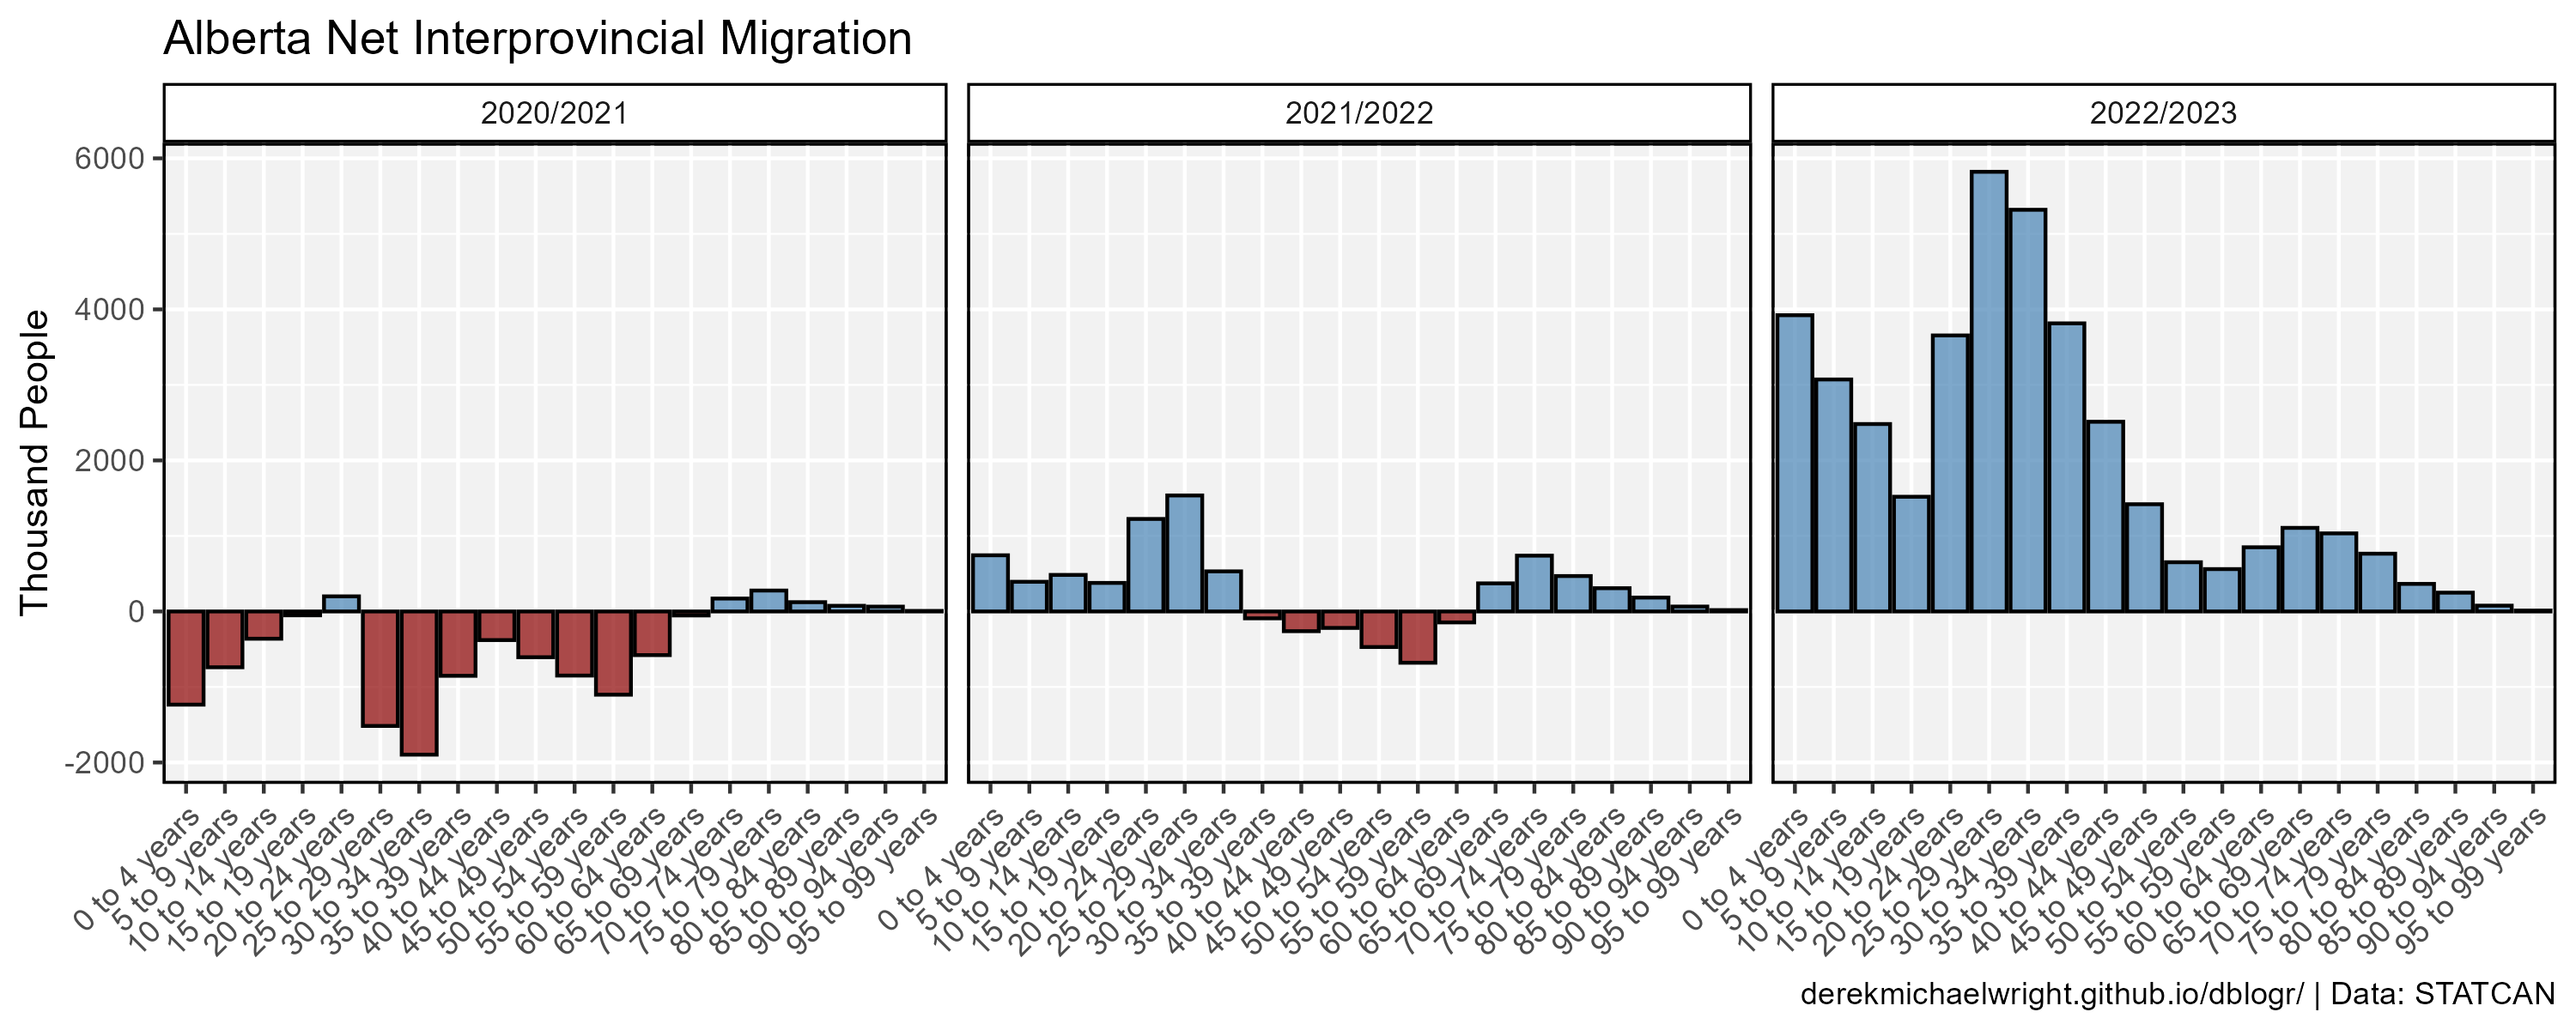 Alberta Net Interprovincial Migration
2020/2021
2021/2022
2022/2023
Thousand People
6000
4000
2000
0
-2000
0 to 4 years
5 to 9 years
10 to 14 years
15 to 19 years
20 to 24 years
25 to 29 years
30 to 34 years
35 to 39 years
40 to 44 years
45 to 49 years
50 to 54 years
55 to 59 years
60 to 64 years
65 to 69 years
70 to 74 years
75 to 79 years
80 to 84 years
85 to 89 years
90 to 94 years
95 to 99 years
0 to 4 years
5 to 9 years
10 to 14 years
15 to 19 years
20 to 24 years
25 to 29 years
30 to 34 years
35 to 39 years
40 to 44 years
45 to 49 years
50 to 54 years
55 to 59 years
60 to 64 years
65 to 69 years
70 to 74 years
75 to 79 years
80 to 84 years
85 to 89 years
90 to 94 years
95 to 99 years
0 to 4 years
5 to 9 years
10 to 14 years
15 to 19 years
20 to 24 years
25 to 29 years
30 to 34 years
35 to 39 years
40 to 44 years
45 to 49 years
50 to 54 years
55 to 59 years
60 to 64 years
65 to 69 years
70 to 74 years
75 to 79 years
80 to 84 years
85 to 89 years
90 to 94 years
95 to 99 years
derekmichaelwright.github.io/dblogr/ | Data: STATCAN